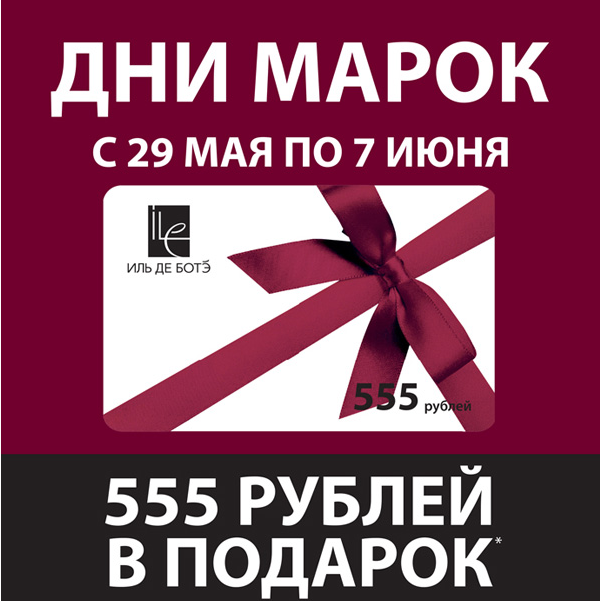 ДНИ МАРОК
С 29 МАЯ ПО 7 ИЮНЯ
ile
ИЛЬ ДЕ БОТЭ
555 рублей
555 РУБЛЕЙ
В ПОДАРОК*